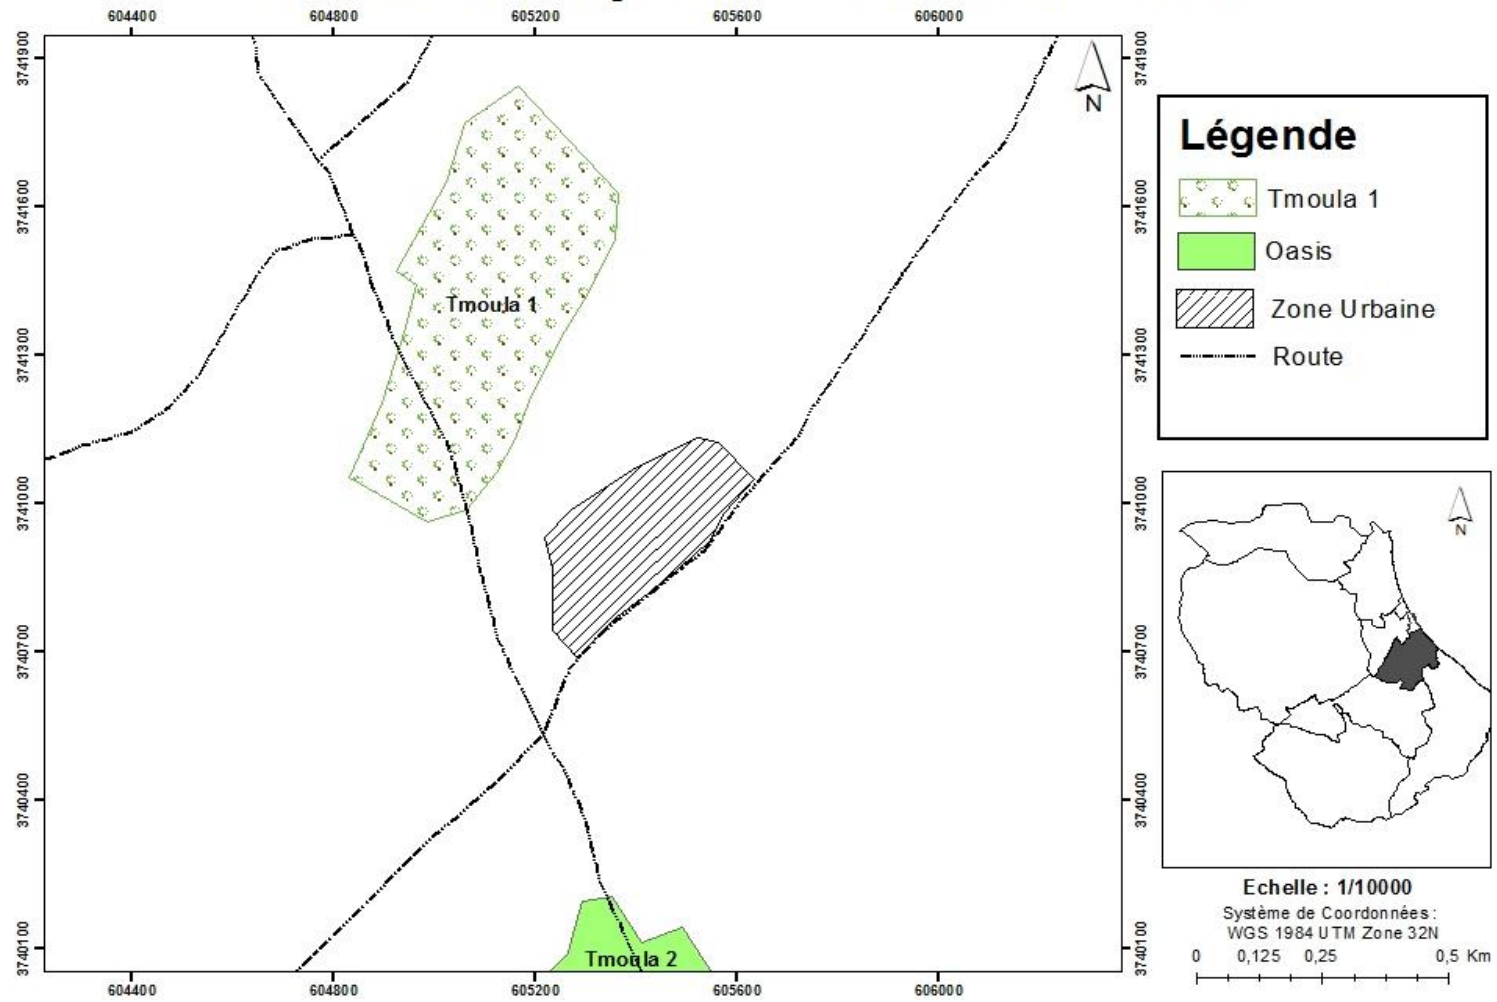 604400 604800 605200 605600 606000
3741900
3741600
3741300
3741000
3740700
3740400
3740100
N
Tmoula 1
Tmoula 2
3741900
3741600
3741300
3741000
3740700
3740400
3740100
604400 604800 605200 605600 606000
Légende
Tmoula 1
Oasis
Zone Urbaine
Route
N
Echelle : 1/10000
Système de Coordonnées :
WGS 1984 UTM Zone 32N
0 0,125 0,25 0,5 Km